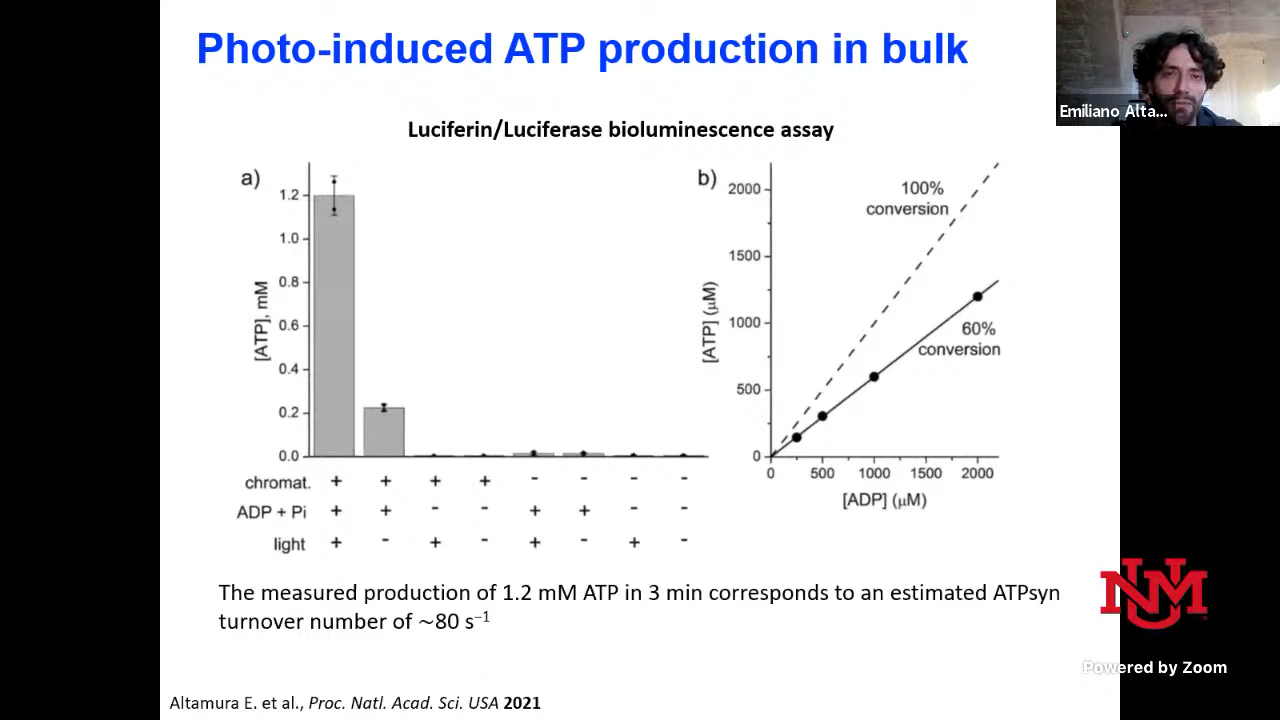 Photo-induced ATP production in bulk
Emiliano Alta...
Luciferin/Luciferase bioluminescence assay
a)
[ATP], mM
1.2
1.0
0.8
0.6
0.4
0.2
0.0
chromat. + + + + - - - -
ADP + Pi + + - - + + - -
light + - + - + - + -
b)
[ATP] (µM)
2000
1500
1000
500
0
100%
conversion
60%
conversion
0 500 1000 1500 2000
[ADP] (µM)
The measured production of 1.2 mM ATP in 3 min corresponds to an estimated ATPsyn
turnover number of ~80 s⁻¹
UNM
Powered by Zoom
Altamura E. et al., Proc. Natl. Acad. Sci. USA 2021